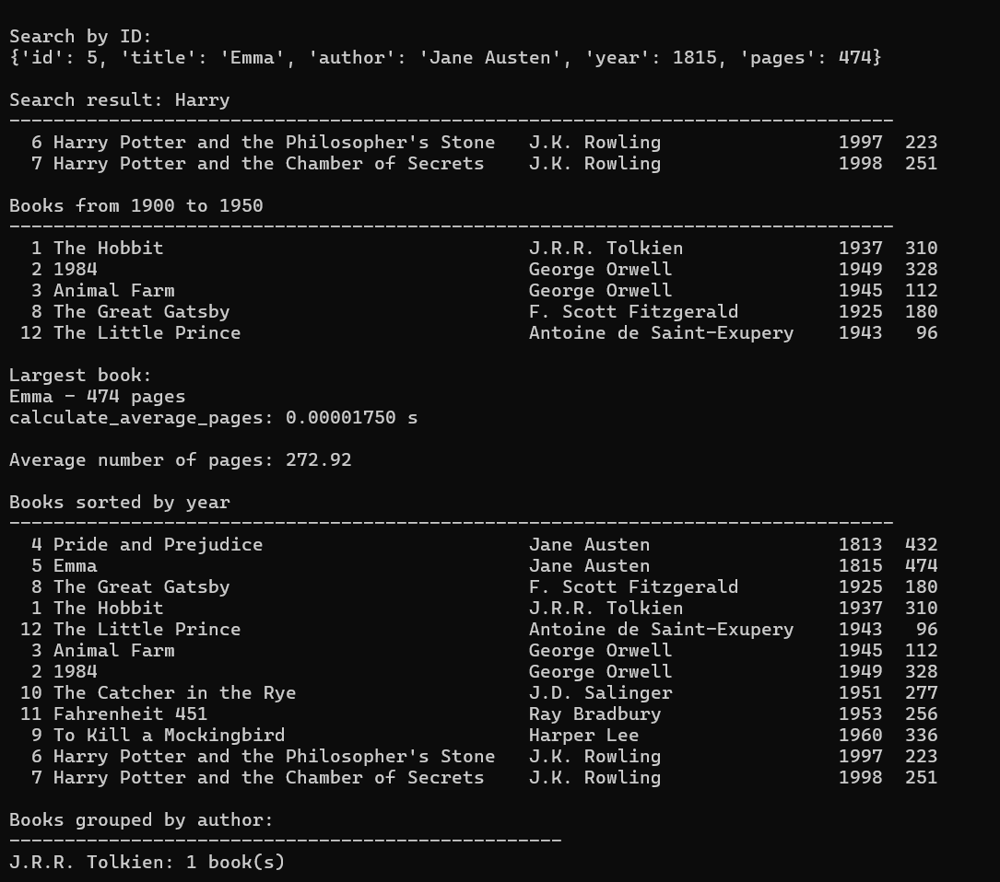 Search by ID:
{'id': 5, 'title': 'Emma', 'author': 'Jane Austen', 'year': 1815, 'pages': 474}

Search result: Harry
--------------------------------------------------------------------------------
  6 Harry Potter and the Philosopher's Stone   J.K. Rowling                1997  223
  7 Harry Potter and the Chamber of Secrets    J.K. Rowling                1998  251

Books from 1900 to 1950
--------------------------------------------------------------------------------
  1 The Hobbit                                 J.R.R. Tolkien              1937  310
  2 1984                                       George Orwell               1949  328
  3 Animal Farm                                George Orwell               1945  112
  8 The Great Gatsby                           F. Scott Fitzgerald         1925  180
 12 The Little Prince                          Antoine de Saint-Exupery    1943   96

Largest book:
Emma - 474 pages
calculate_average_pages: 0.00001750 s

Average number of pages: 272.92

Books sorted by year
--------------------------------------------------------------------------------
  4 Pride and Prejudice                        Jane Austen                 1813  432
  5 Emma                                       Jane Austen                 1815  474
  8 The Great Gatsby                           F. Scott Fitzgerald         1925  180
  1 The Hobbit                                 J.R.R. Tolkien              1937  310
 12 The Little Prince                          Antoine de Saint-Exupery    1943   96
  3 Animal Farm                                George Orwell               1945  112
  2 1984                                       George Orwell               1949  328
 10 The Catcher in the Rye                     J.D. Salinger               1951  277
 11 Fahrenheit 451                             Ray Bradbury                1953  256
  9 To Kill a Mockingbird                      Harper Lee                  1960  336
  6 Harry Potter and the Philosopher's Stone   J.K. Rowling                1997  223
  7 Harry Potter and the Chamber of Secrets    J.K. Rowling                1998  251

Books grouped by author:
--------------------------------------------------
J.R.R. Tolkien: 1 book(s)